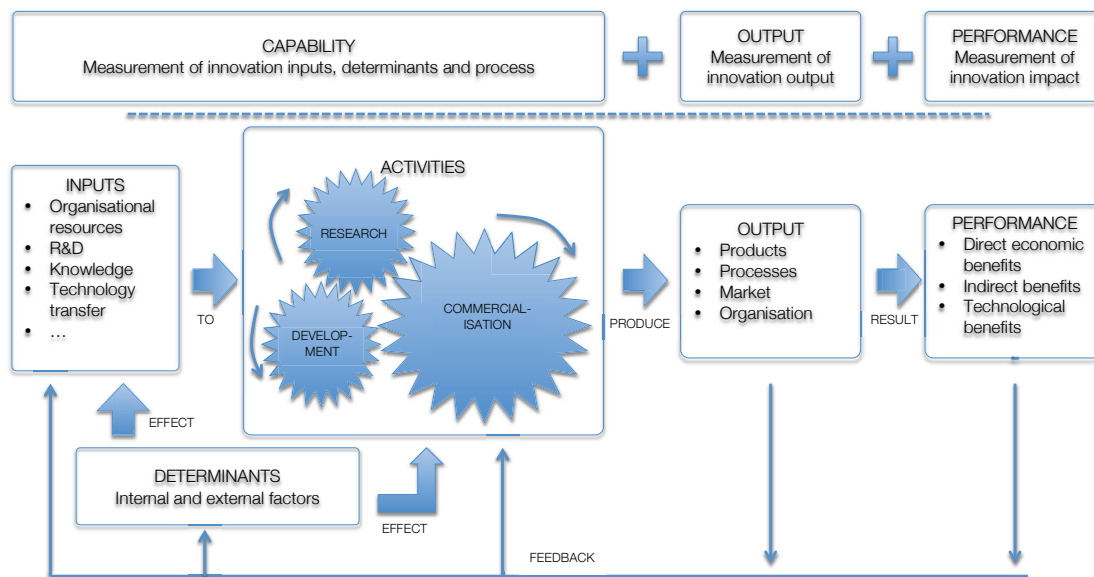 CAPABILITY
Measurement of innovation inputs, determinants and process
OUTPUT
Measurement of
innovation output
PERFORMANCE
Measurement of
innovation impact
INPUTS
• Organisational
resources
• R&D
• Knowledge
• Technology
transfer
• …
TO
ACTIVITIES
RESEARCH
DEVELOP-
MENT
COMMERCIAL-
ISATION
PRODUCE
OUTPUT
• Products
• Processes
• Market
• Organisation
RESULT
PERFORMANCE
• Direct economic
benefits
• Indirect benefits
• Technological
benefits
EFFECT
DETERMINANTS
Internal and external factors
EFFECT
FEEDBACK